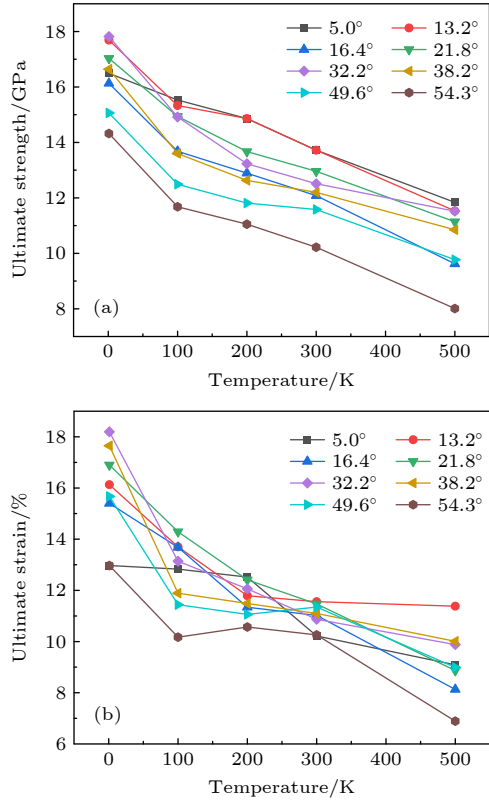 18
16
14
12
10
8
Ultimate strength/GPa
5.0° 13.2°
16.4° 21.8°
32.2° 38.2°
49.6° 54.3°
(a)
0 100 200 300 400 500
Temperature/K
18
16
14
12
10
8
6
Ultimate strain/%
5.0° 13.2°
16.4° 21.8°
32.2° 38.2°
49.6° 54.3°
(b)
0 100 200 300 400 500
Temperature/K